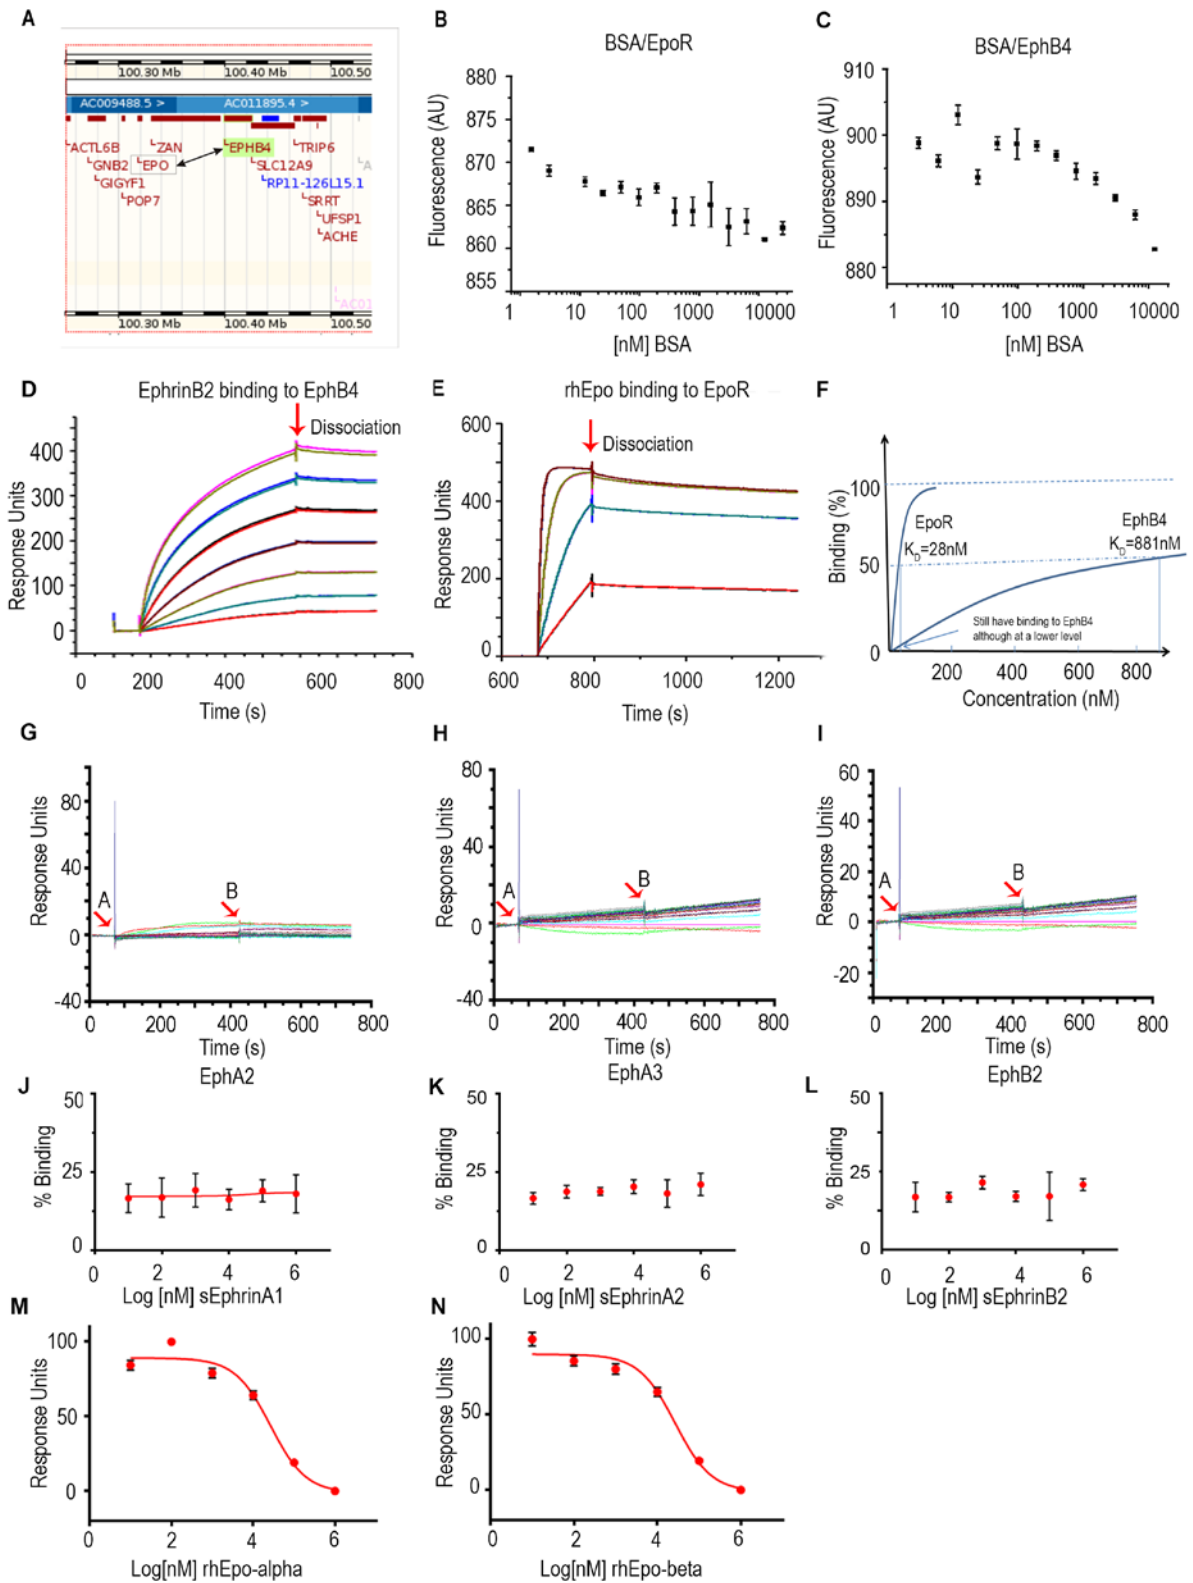 A
100.30 Mb 100.40 Mb 100.50
AC009488.5 > AC011895.4 >
ACTL6B ZAN EPHB4 TRIP6
GNB2 EPO SLC12A9
GIGYF1 RP11-126L15.1
POP7 SRRT
UFSP1
ACHE
AC01
100.30 Mb 100.40 Mb 100.50
B
BSA/EpoR
Fluorescence (AU)
880
875
870
865
860
855
1 10 100 1000 10000
[nM] BSA
C
BSA/EphB4
Fluorescence (AU)
910
900
890
880
1 10 100 1000 10000
[nM] BSA
D
EphrinB2 binding to EphB4
Dissociation
Response Units
400
300
200
100
0
0 200 400 600 800
Time (s)
E
rhEpo binding to EpoR
Dissociation
Response Units
600
400
200
0
600 800 1000 1200
Time (s)
F
Binding (%)
100
50
0
EpoR
KD=28nM
EphB4
KD=881nM
Still have binding to EphB4
although at a lower level
200 400 600 800
Concentration (nM)
G
Response Units
80
40
0
-40
A
B
0 200 400 600 800
Time (s)
EphA2
H
Response Units
80
40
0
-40
A
B
0 200 400 600 800
Time (s)
EphA3
I
Response Units
60
40
20
0
-20
A
B
0 200 400 600 800
Time (s)
EphB2
J
% Binding
50
25
0
0 2 4 6
Log [nM] sEphrinA1
K
% Binding
50
25
0
0 2 4 6
Log [nM] sEphrinA2
L
% Binding
50
25
0
0 2 4 6
Log [nM] sEphrinB2
M
Response Units
100
50
0
0 2 4 6
Log[nM] rhEpo-alpha
N
Response Units
100
50
0
0 2 4 6
Log[nM] rhEpo-beta